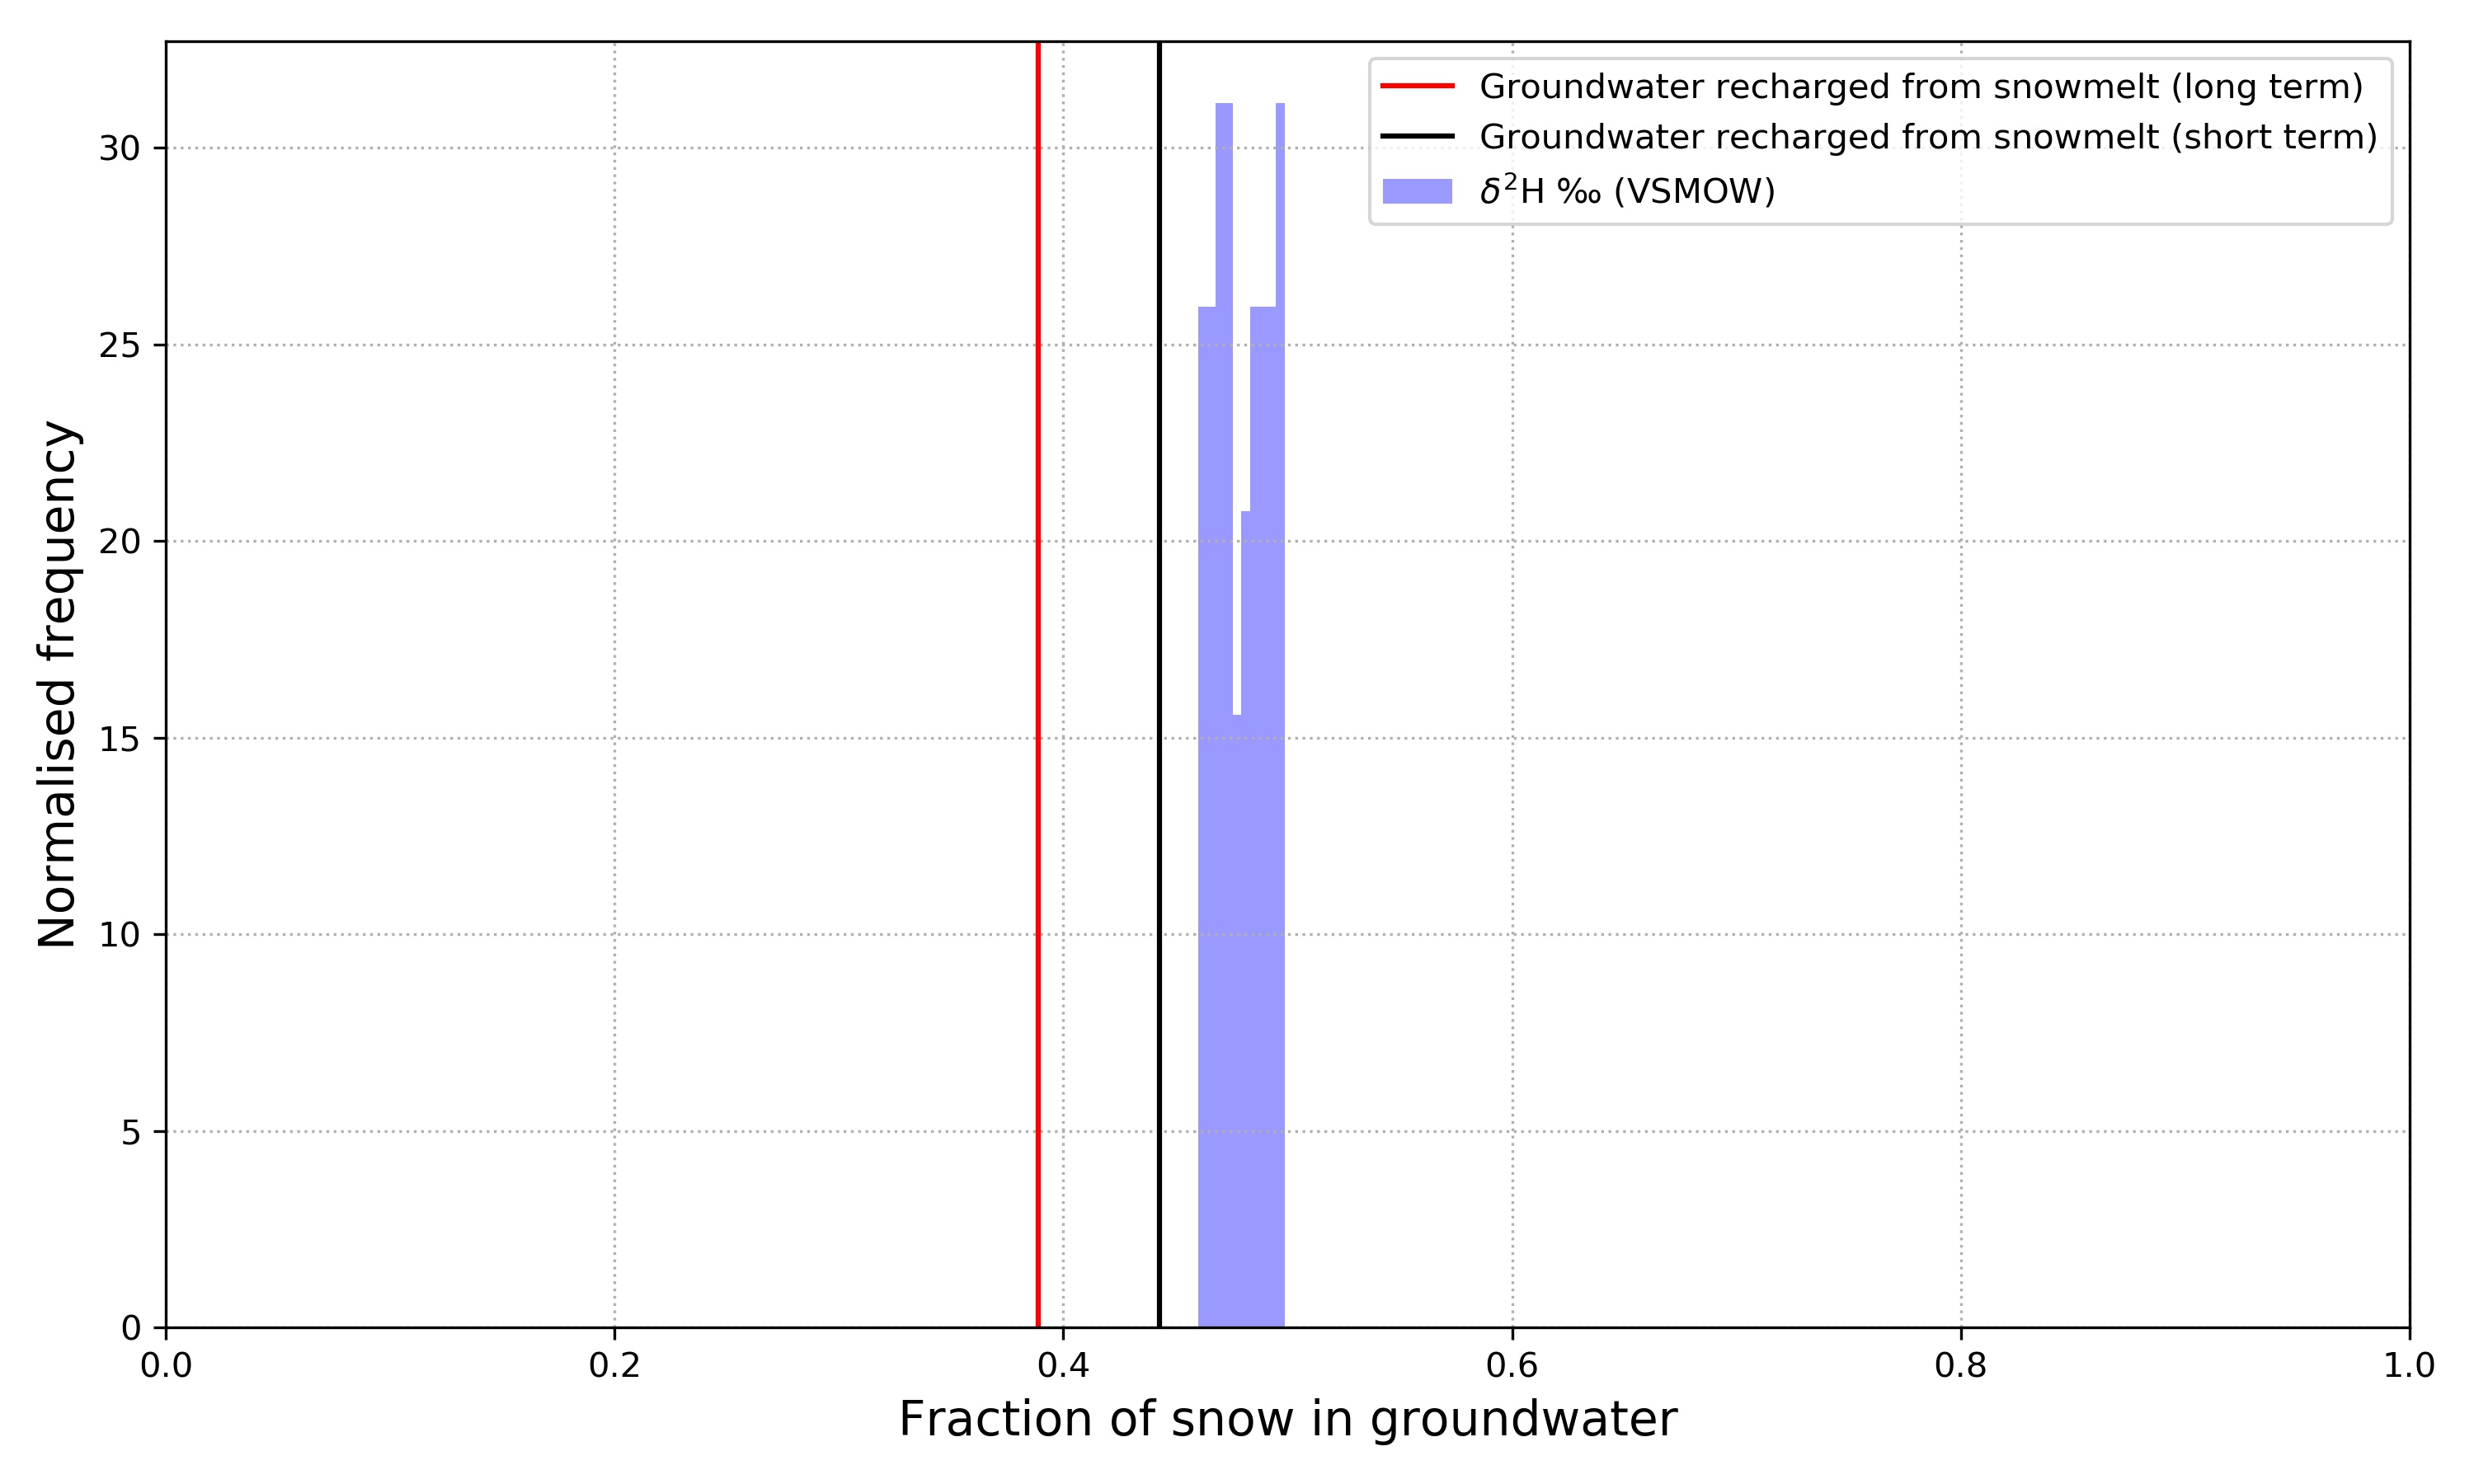 Groundwater recharged from snowmelt (long term)
Groundwater recharged from snowmelt (short term)
δ²H ‰ (VSMOW)
Normalised frequency
30
25
20
15
10
5
0
0.0 0.2 0.4 0.6 0.8 1.0
Fraction of snow in groundwater